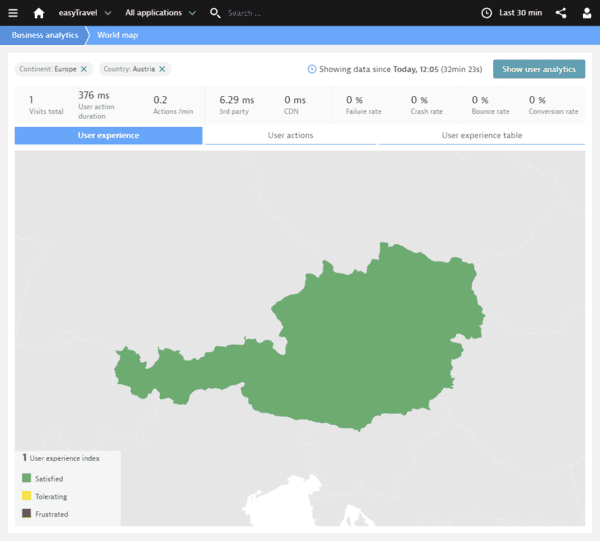 easyTravel All applications Search ... Last 30 min
Business analytics World map
Continent: Europe Country: Austria Showing data since Today, 12:05 (32min 23s) Show user analytics
1 376 ms 0.2 6.29 ms 0 ms 0 % 0 % 0 % 0 %
Visits total User action duration Actions /min 3rd party CDN Failure rate Crash rate Bounce rate Conversion rate
User experience User actions User experience table
1 User experience index
Satisfied
Tolerating
Frustrated